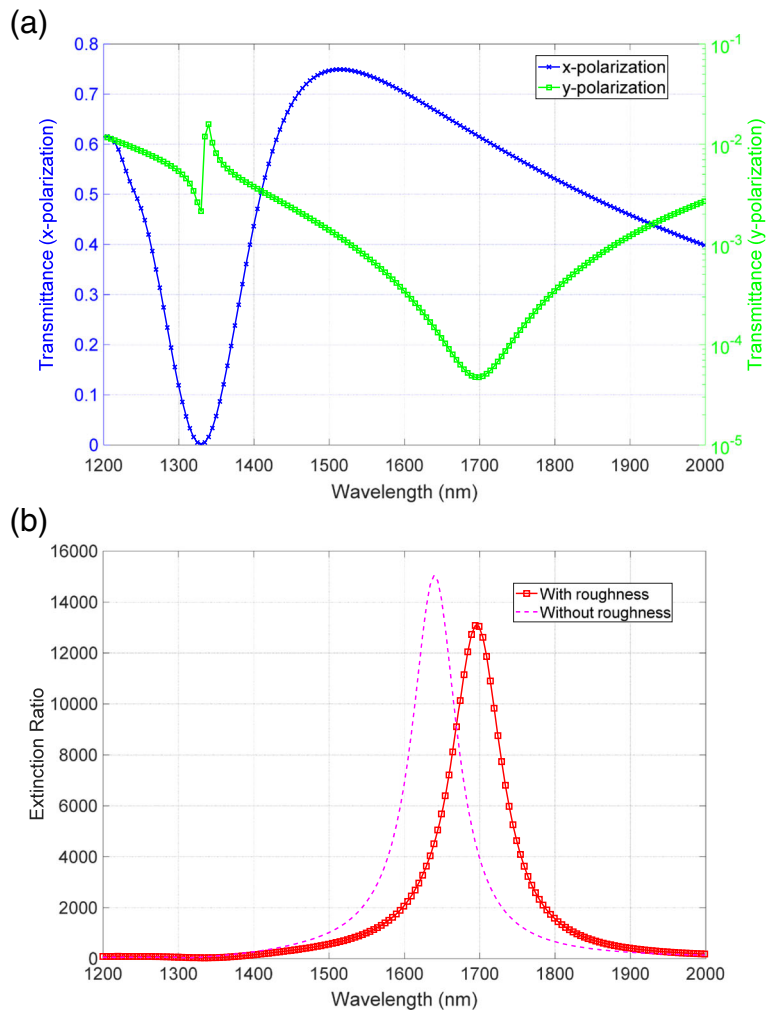 (a)
0.8
0.7
0.6
0.5
0.4
0.3
0.2
0.1
0
Transmittance (x-polarization)
x-polarization
y-polarization
10⁻¹
10⁻²
10⁻³
10⁻⁴
10⁻⁵
Transmittance (y-polarization)
1200 1300 1400 1500 1600 1700 1800 1900 2000
Wavelength (nm)
(b)
16000
14000
12000
10000
8000
6000
4000
2000
0
Extinction Ratio
With roughness
Without roughness
1200 1300 1400 1500 1600 1700 1800 1900 2000
Wavelength (nm)